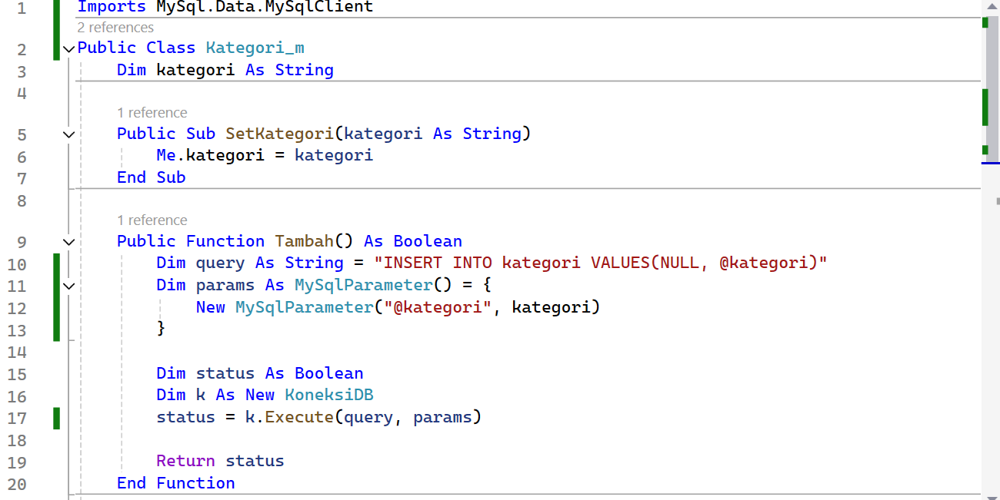 1 Imports MySql.Data.MySqlClient
2 references
2 Public Class Kategori_m
3 Dim kategori As String
4
1 reference
5 Public Sub SetKategori(kategori As String)
6 Me.kategori = kategori
7 End Sub
8
1 reference
9 Public Function Tambah() As Boolean
10 Dim query As String = "INSERT INTO kategori VALUES(NULL, @kategori)"
11 Dim params As MySqlParameter() = {
12 New MySqlParameter("@kategori", kategori)
13 }
14
15 Dim status As Boolean
16 Dim k As New KoneksiDB
17 status = k.Execute(query, params)
18
19 Return status
20 End Function